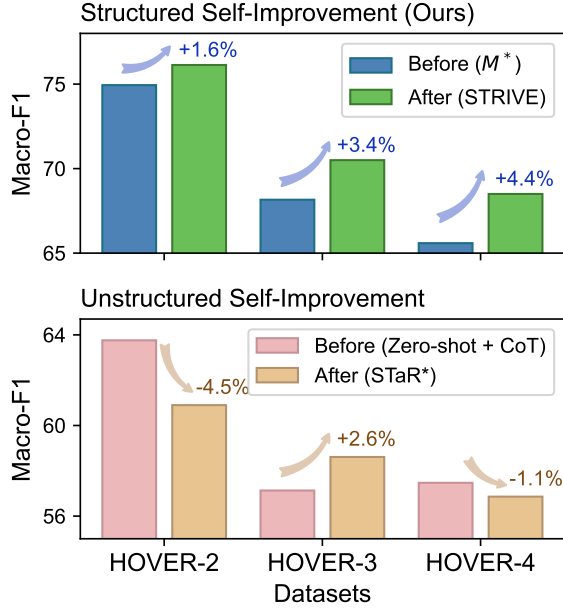 Structured Self-Improvement (Ours)
Macro-F1
75
70
65
+1.6%
+3.4%
+4.4%
Before (M*)
After (STRIVE)
Unstructured Self-Improvement
Macro-F1
64
60
56
-4.5%
+2.6%
-1.1%
Before (Zero-shot + CoT)
After (STaR*)
HOVER-2
HOVER-3
HOVER-4
Datasets